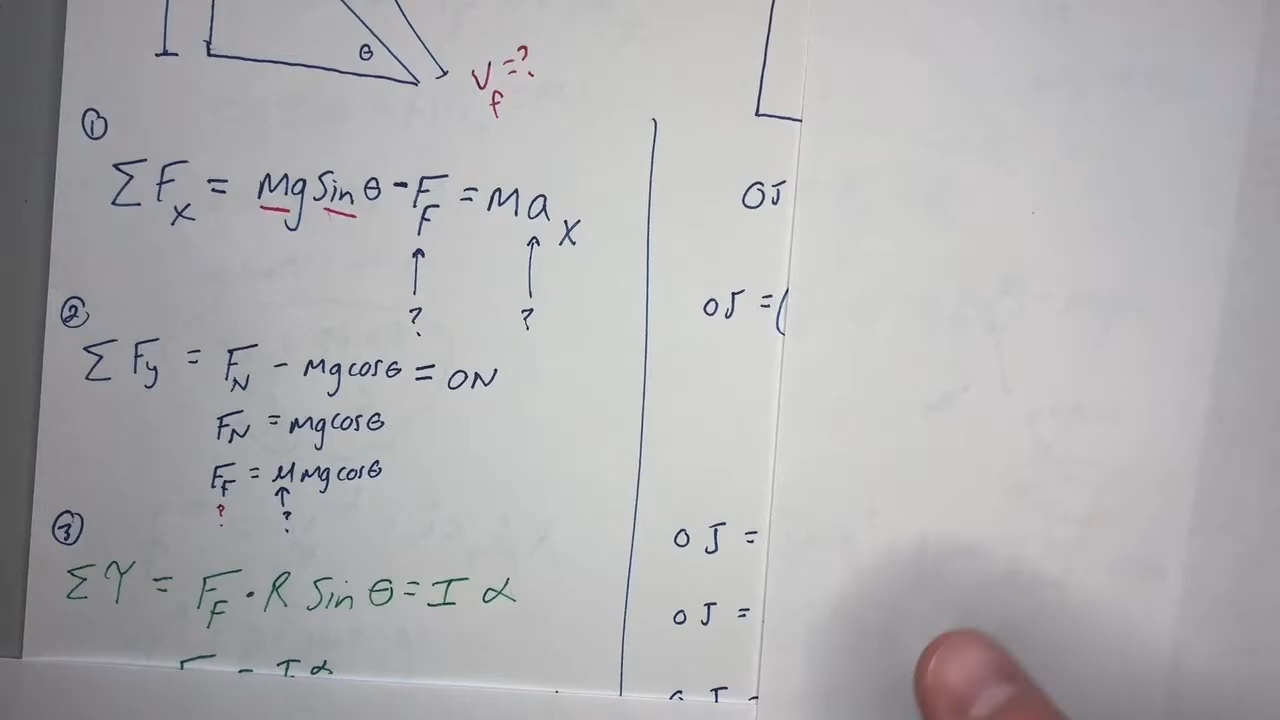 θ
V_f = ?
①
ΣF_x = Mg Sin θ - F_F = Ma_x
? ?
②
ΣF_y = F_N - Mg cos θ = 0N
F_N = Mg cos θ
F_F = μ Mg cos θ
? ?
③
Στ = F_F · R Sin θ = I α
0J
0J = (
0J =
0J =